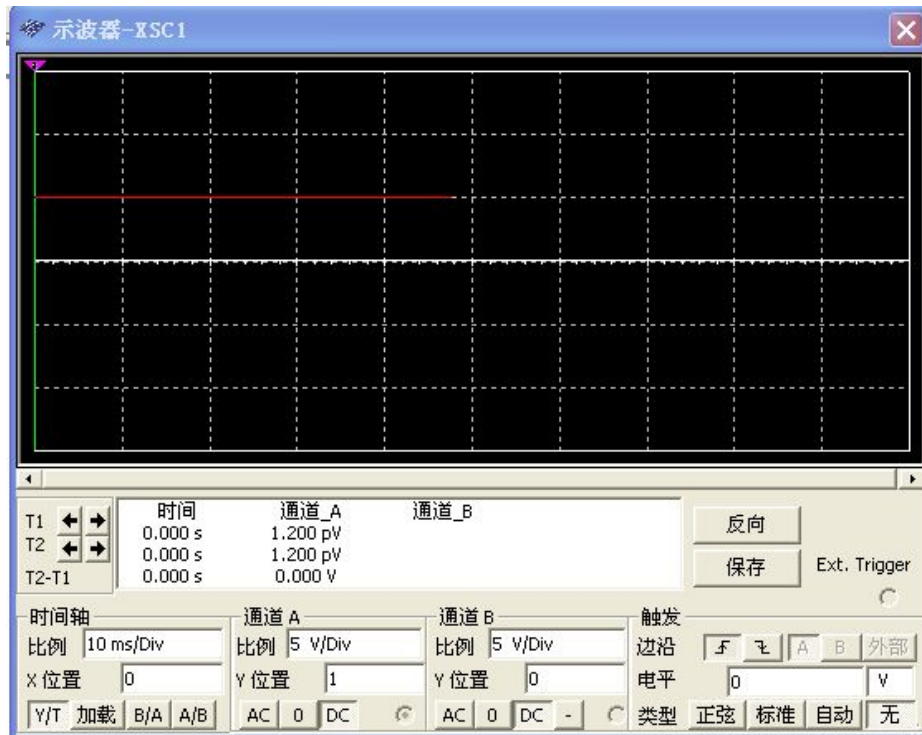 示波器-XSC1
时间 通道_A 通道_B
T1 0.000 s 1.200 pV
T2 0.000 s 1.200 pV
T2-T1 0.000 s 0.000 V
反向
保存
Ext. Trigger
时间轴
比例 10 ms/Div
X 位置 0
Y/T 加载 B/A A/B
通道 A
比例 5 V/Div
Y 位置 1
AC 0 DC
通道 B
比例 5 V/Div
Y 位置 0
AC 0 DC -
触发
边沿 A B 外部
电平 0 V
类型 正弦 标准 自动 无